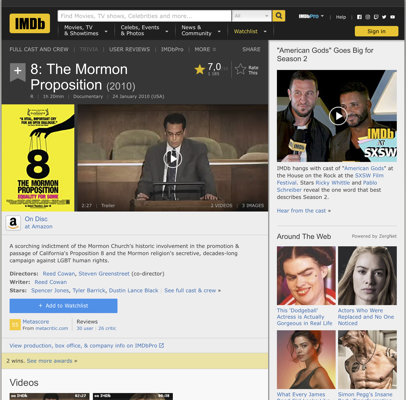 IMDb
Find Movies, TV shows, Celebrities and more...
All
IMDbPro
Help
Movies, TV & Showtimes
Celebs, Events & Photos
News & Community
Watchlist
Sign in
FULL CAST AND CREW | TRIVIA | USER REVIEWS | IMDbPro | MORE
SHARE
8: The Mormon Proposition (2010)
7,0
Rate This
1h 20min | Documentary | 24 January 2010 (USA)
8
THE MORMON PROPOSITION
EQUALITY FOR SOME
2:27 | Trailer
2 VIDEOS | 3 IMAGES
On Disc
at Amazon
A scorching indictment of the Mormon Church's historic involvement in the promotion &
passage of California's Proposition 8 and the Mormon religion's secretive, decades-long
campaign against LGBT human rights.
Directors: Reed Cowan, Steven Greenstreet (co-director)
Writer: Reed Cowan
Stars: Spencer Jones, Tyler Barrick, Dustin Lance Black | See full cast & crew »
+ Add to Watchlist
Metascore
From metacritic.com
Reviews
30 user | 26 critic
View production, box office, & company info on IMDbPro
2 wins. See more awards »
Videos
"American Gods" Goes Big for
Season 2
IMDb
SXSW
IMDb hangs with cast of "American Gods" at
the House on the Rock at the SXSW Film
Festival. Stars Ricky Whittle and Pablo
Schreiber reveal the one word that best
describes Season 2.
Hear from the cast »
Around The Web
Powered by ZergNet
This 'Dodgeball'
Actress is Actually
Gorgeous in Real Life
Actors Who Were
Replaced and No One
Noticed
What Every James
Simon Pegg's Insane